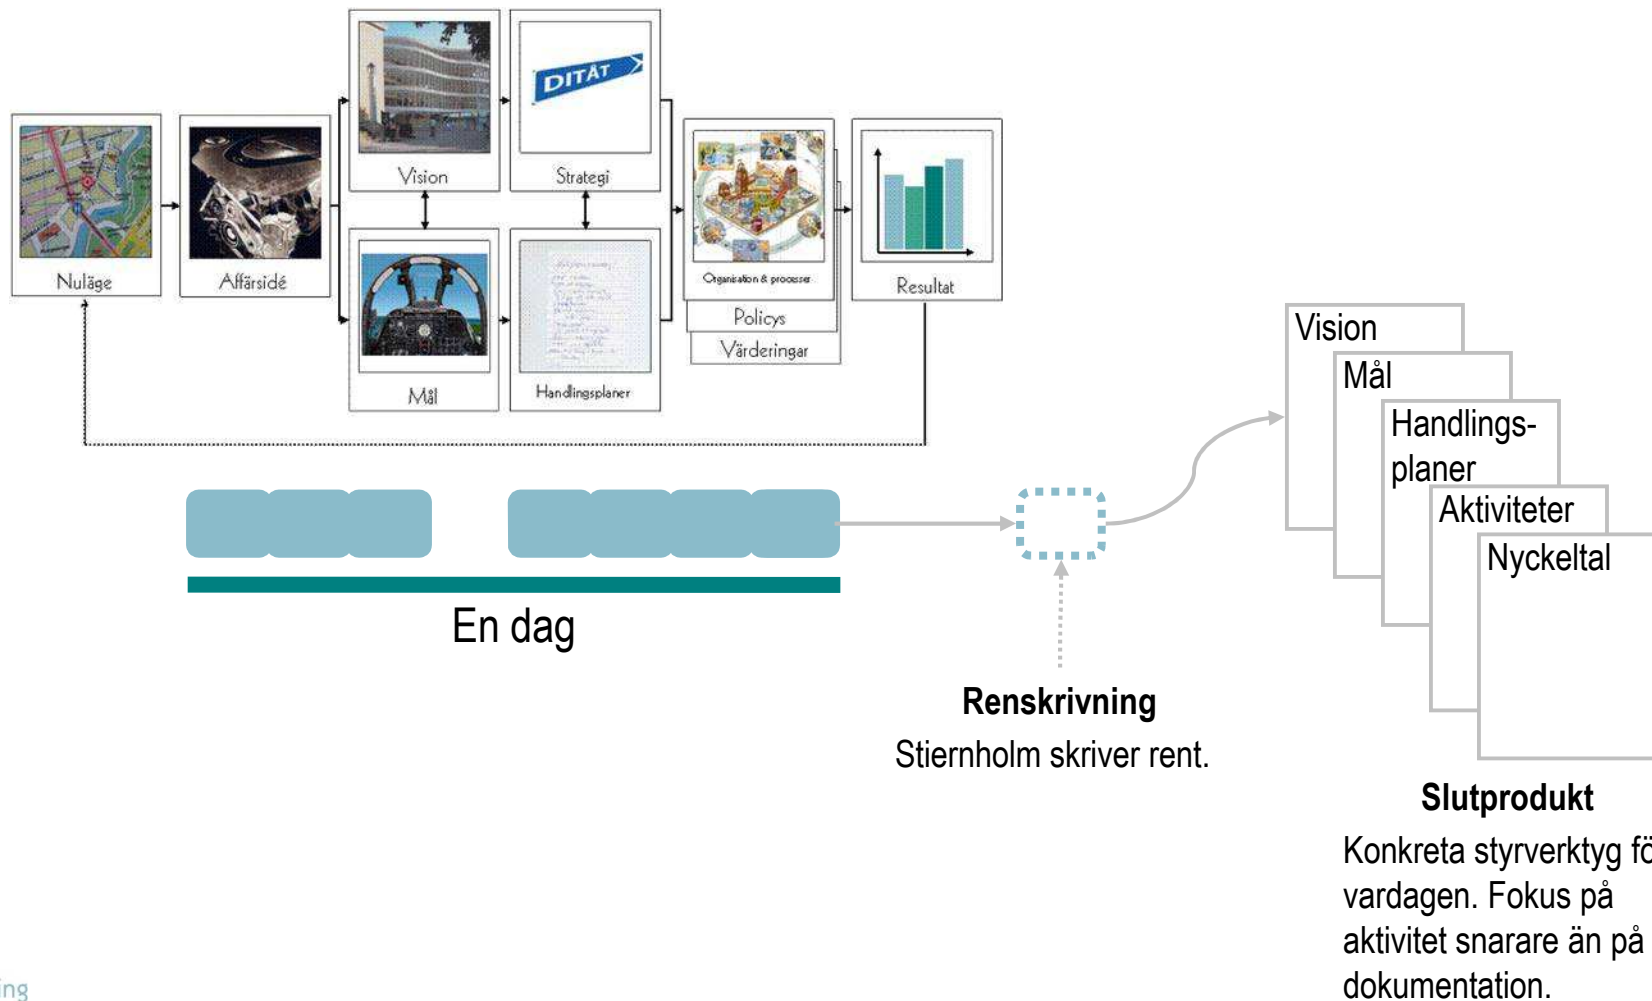 DITÅT
Vision
Strategi
Nuläge
Affärsidé
Organisation & processer
Policys
Värderingar
Resultat
Mål
Handlingsplaner
En dag
Renskrivning
Stiernholm skriver rent.
Vision
Mål
Handlings-
planer
Aktiviteter
Nyckeltal
Slutprodukt
Konkreta styrverktyg fö
vardagen. Fokus på
aktivitet snarare än på
dokumentation.
ing